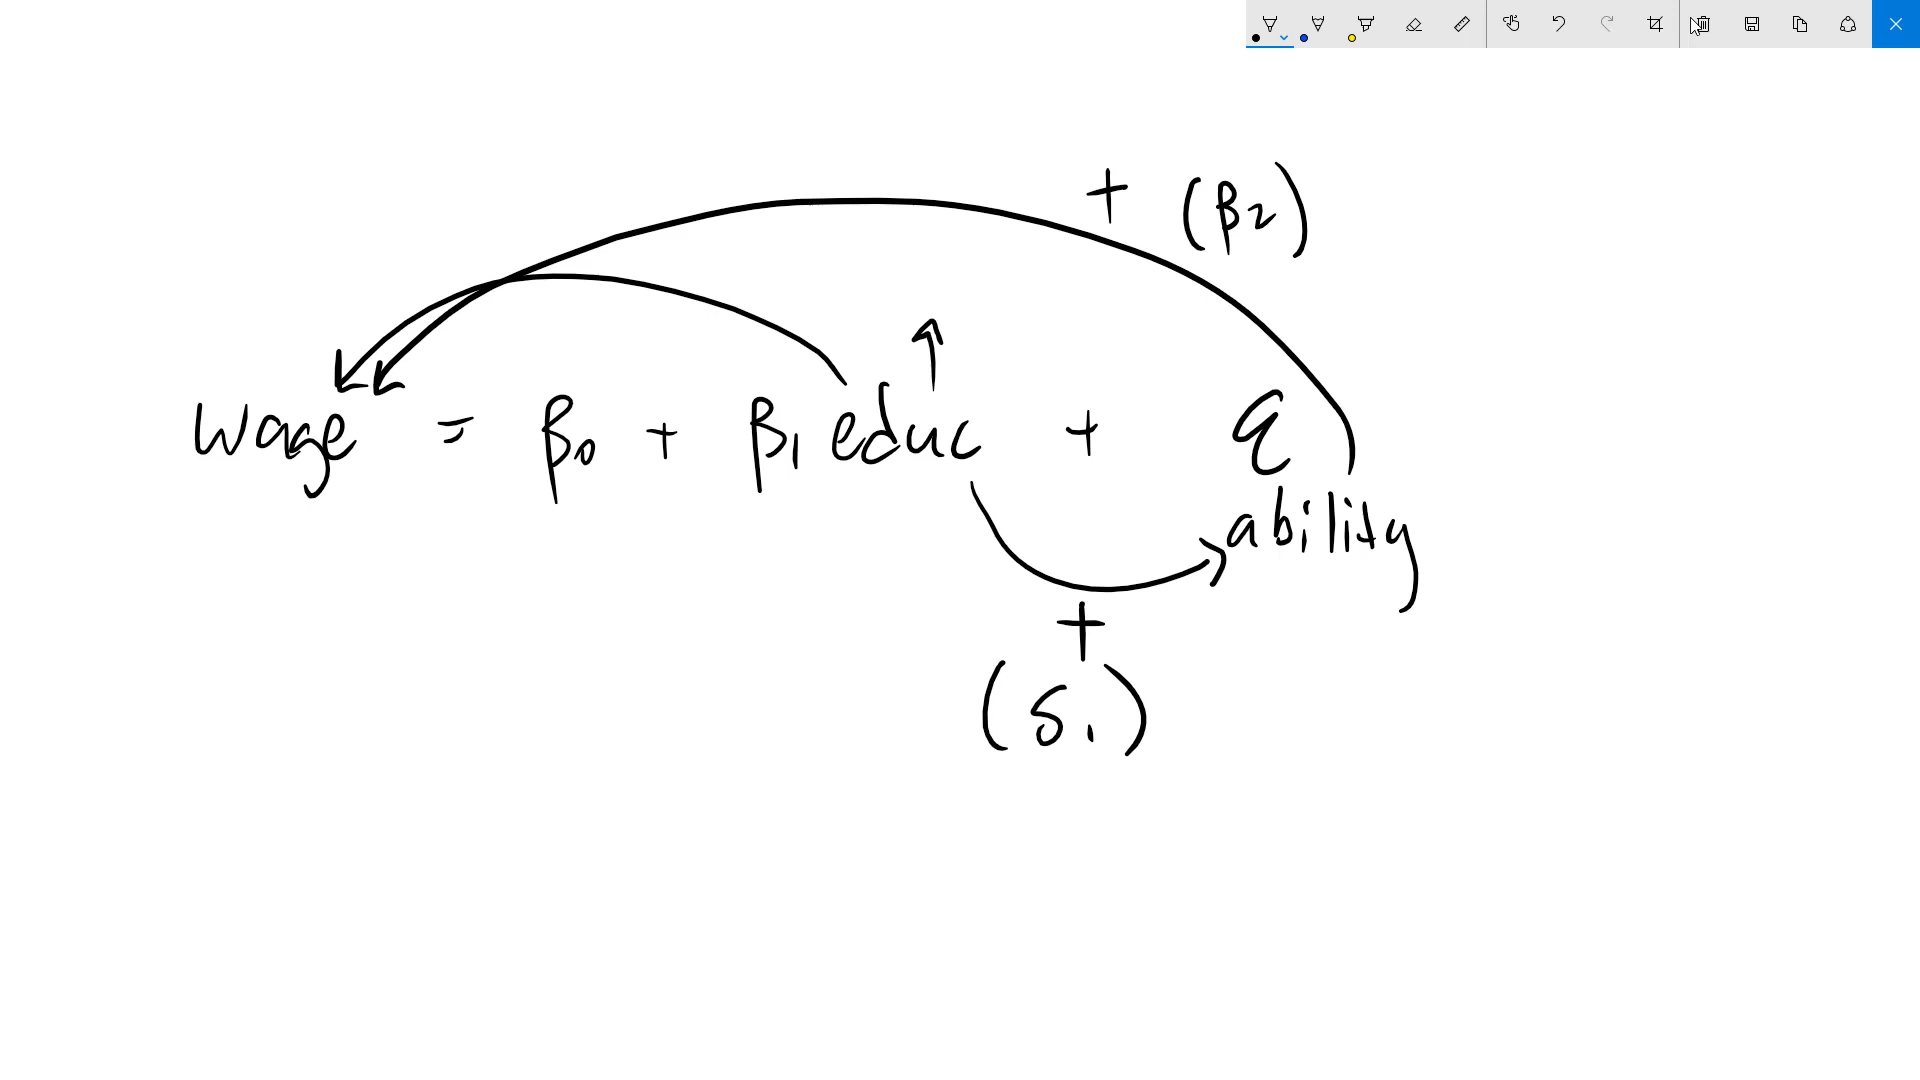 + (β2)
wage = β0 + β1 educ + q
ability
+
(δ1)